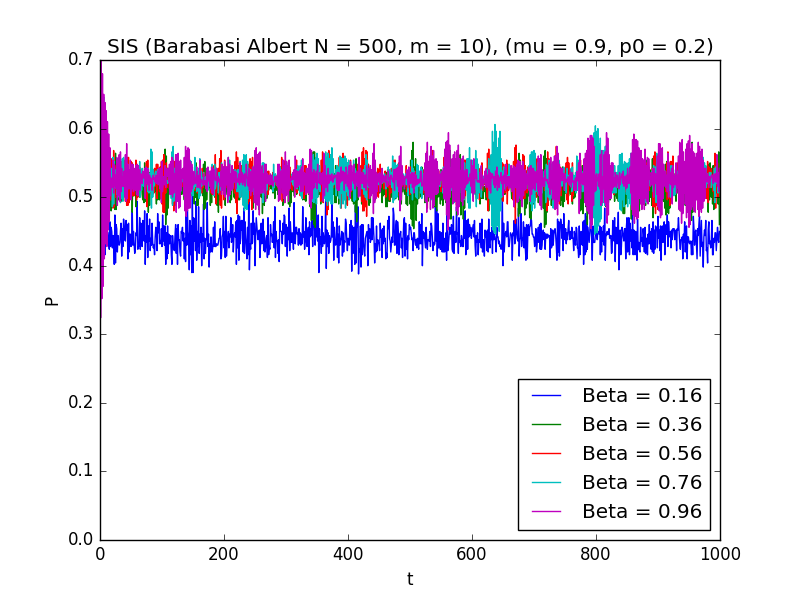 SIS (Barabasi Albert N = 500, m = 10), (mu = 0.9, p0 = 0.2)
0.7
0.6
0.5
0.4
0.3
0.2
0.1
0.0
P
Beta = 0.16
Beta = 0.36
Beta = 0.56
Beta = 0.76
Beta = 0.96
0 200 400 600 800 1000
t